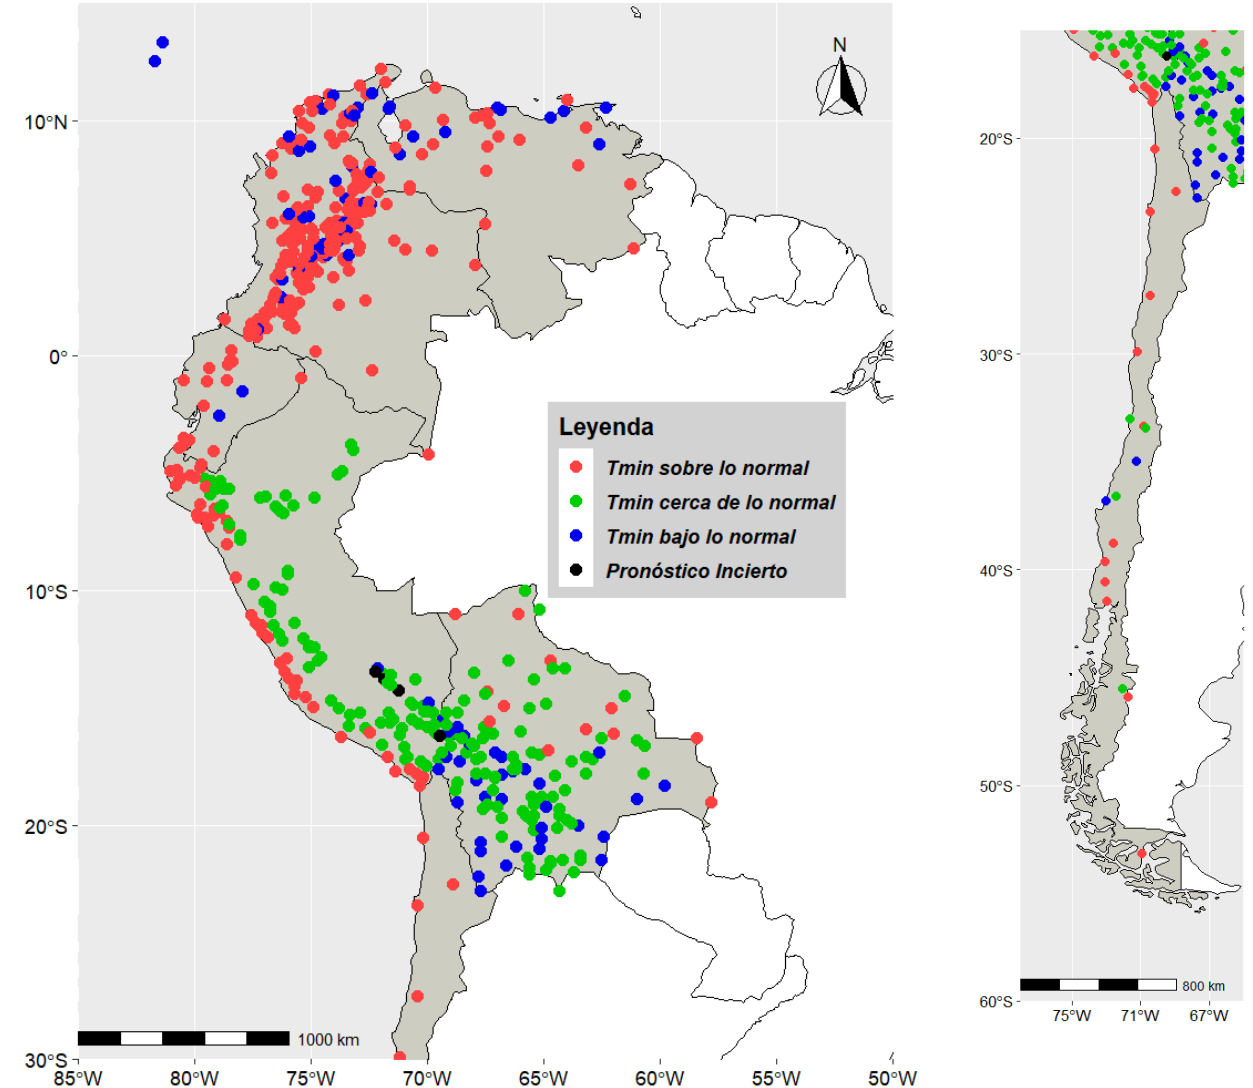 N
10°N
0°
10°S
20°S
30°S
85°W 80°W 75°W 70°W 65°W 60°W 55°W 50°W
1000 km
Leyenda
Tmin sobre lo normal
Tmin cerca de lo normal
Tmin bajo lo normal
Pronóstico Incierto
20°S
30°S
40°S
50°S
60°S
75°W 71°W 67°W
800 km